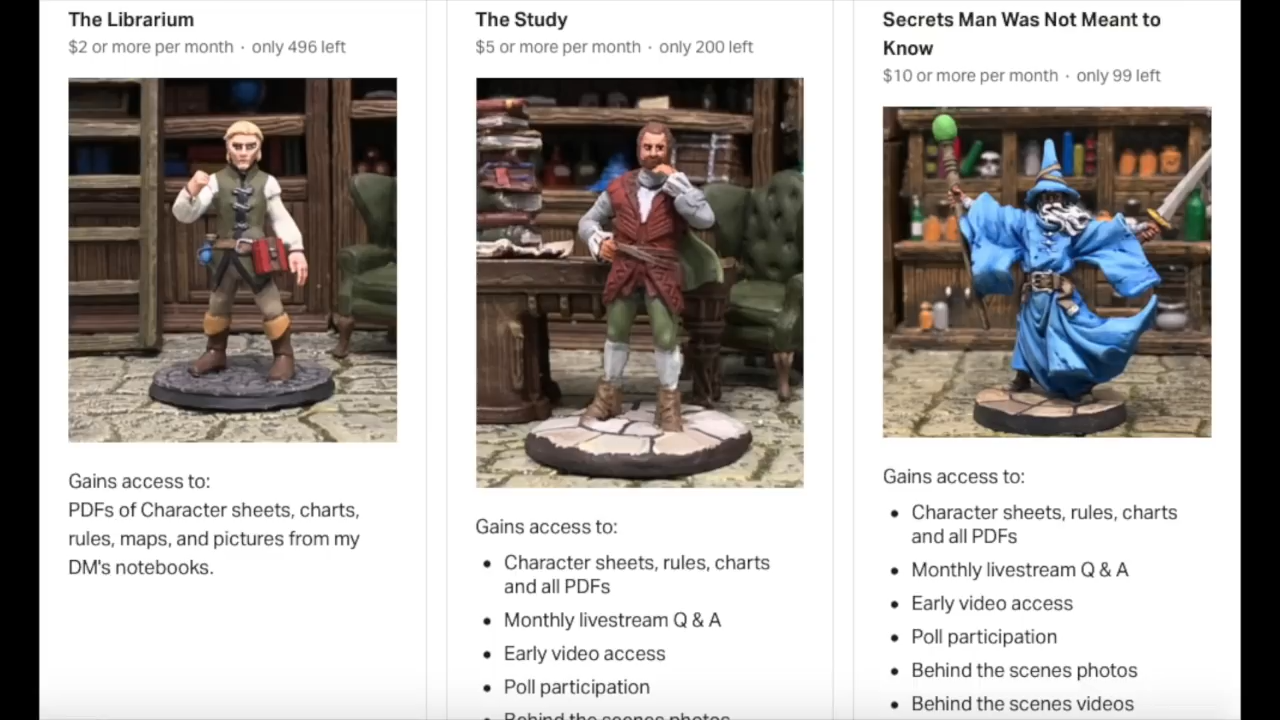 The Librarium
$2 or more per month · only 496 left
Gains access to:
PDFs of Character sheets, charts,
rules, maps, and pictures from my
DM's notebooks.
The Study
$5 or more per month · only 200 left
Gains access to:
• Character sheets, rules, charts
and all PDFs
• Monthly livestream Q & A
• Early video access
• Poll participation
• Behind the scenes photos
Secrets Man Was Not Meant to
Know
$10 or more per month · only 99 left
Gains access to:
• Character sheets, rules, charts
and all PDFs
• Monthly livestream Q & A
• Early video access
• Poll participation
• Behind the scenes photos
• Behind the scenes videos